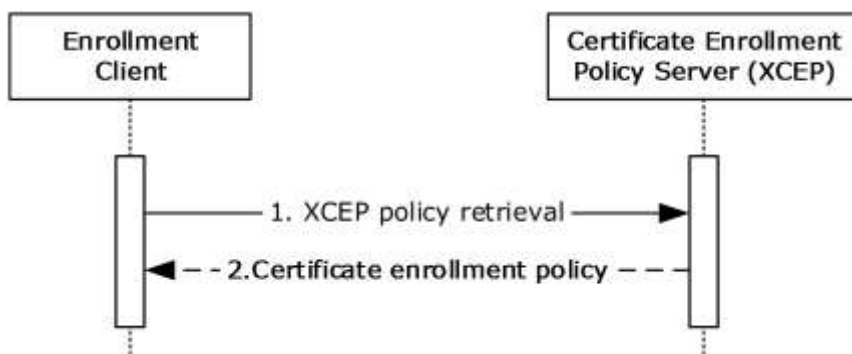 Enrollment
Client
Certificate Enrollment
Policy Server (XCEP)
1. XCEP policy retrieval
2.Certificate enrollment policy